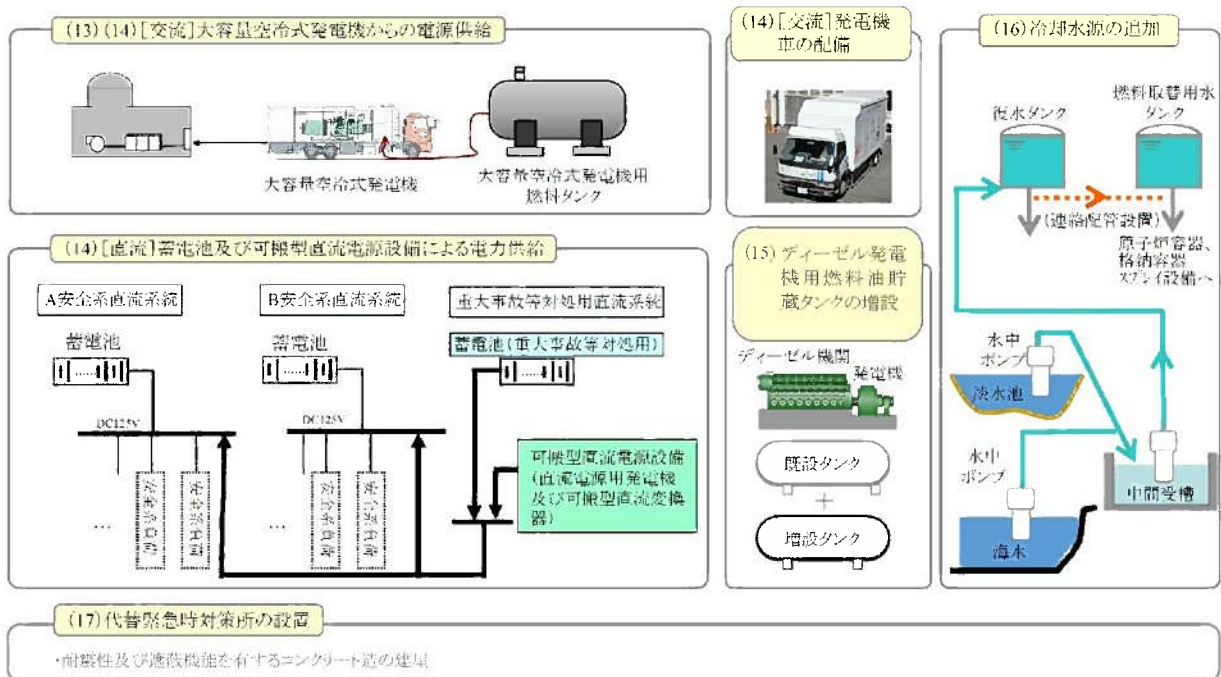 (13)(14)[交流]大容量空冷式発電機からの電源供給
大容量空冷式発電機
大容量空冷式発電機用
燃料タンク
(14)[交流]発電機
車の配備
(16)冷却水源の追加
復水タンク
燃料取替用水
タンク
(連絡配管設置)
原子炉容器、
格納容器
スプレイ設備へ
水中
ポンプ
淡水池
水中
ポンプ
中間受槽
海水
(14)[直流]蓄電池及び可搬型直流電源設備による電力供給
A安全系直流系統
B安全系直流系統
重大事故等対処用直流系統
蓄電池
蓄電池
蓄電池(重大事故等対処用)
DC125V
DC125V
…
安全系負荷
安全系負荷
…
安全系負荷
安全系負荷
可搬型直流電源設備
(直流電源用発電機
及び可搬型直流変換
器)
(15)ディーゼル発電
機用燃料油貯
蔵タンクの増設
ディーゼル機関
発電機
既設タンク
+
増設タンク
(17)代替緊急時対策所の設置
・耐震性及び遮蔽機能を有するコンクリート造の建屋